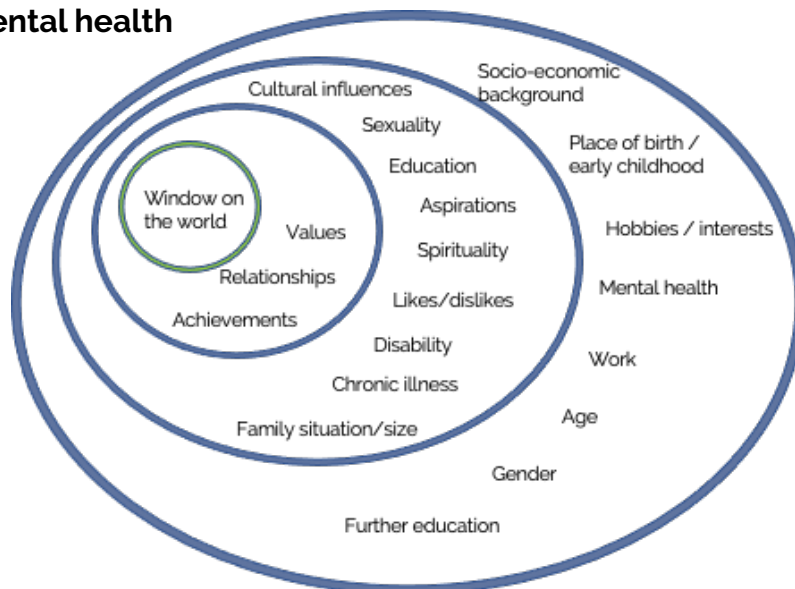 ental health
Socio-economic
background
Cultural influences
Sexuality
Place of birth /
early childhood
Education
Window on
the world
Aspirations
Values
Hobbies / interests
Spirituality
Relationships
Mental health
Likes/dislikes
Achievements
Disability
Work
Chronic illness
Age
Family situation/size
Gender
Further education